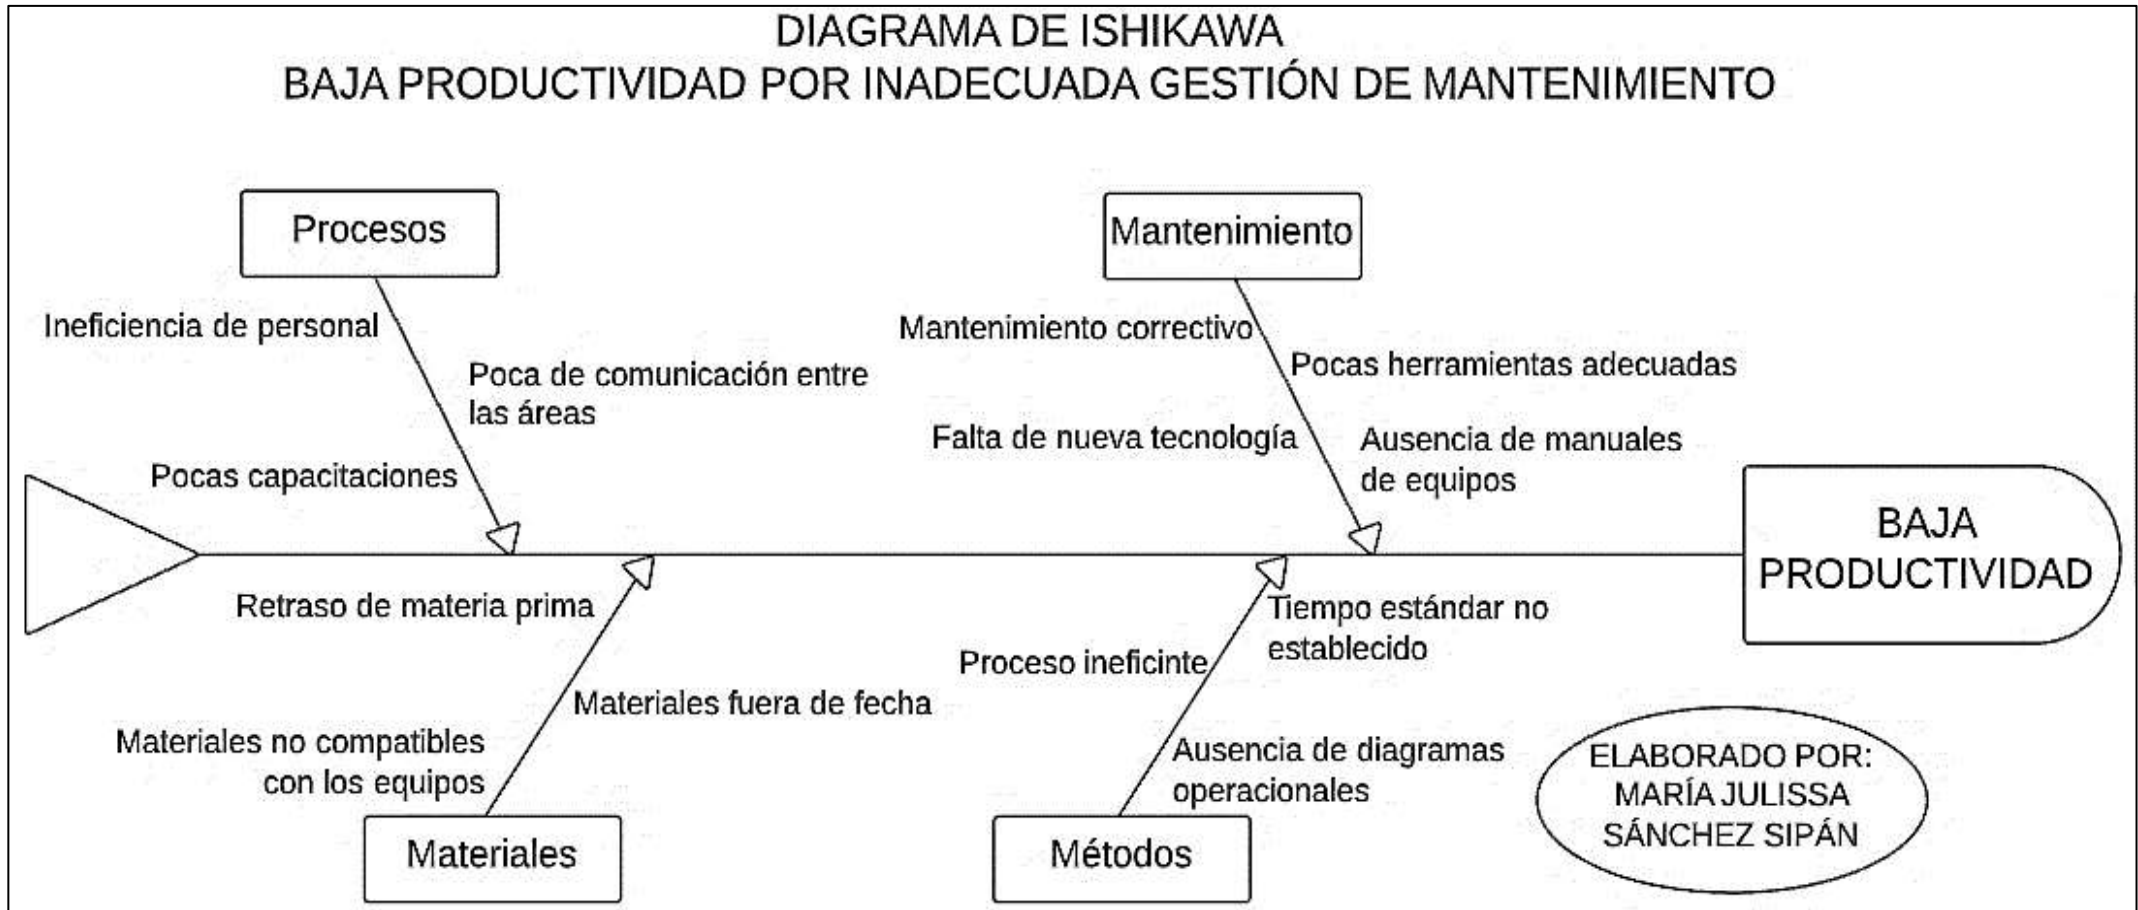 DIAGRAMA DE ISHIKAWA
BAJA PRODUCTIVIDAD POR INADECUADA GESTIÓN DE MANTENIMIENTO
Procesos
Ineficiencia de personal
Poca de comunicación entre
las áreas
Pocas capacitaciones
Mantenimiento
Mantenimiento correctivo
Pocas herramientas adecuadas
Falta de nueva tecnología
Ausencia de manuales
de equipos
BAJA
PRODUCTIVIDAD
Retraso de materia prima
Materiales fuera de fecha
Materiales no compatibles
con los equipos
Materiales
Tiempo estándar no
establecido
Proceso ineficinte
Ausencia de diagramas
operacionales
Métodos
ELABORADO POR:
MARÍA JULISSA
SÁNCHEZ SIPÁN